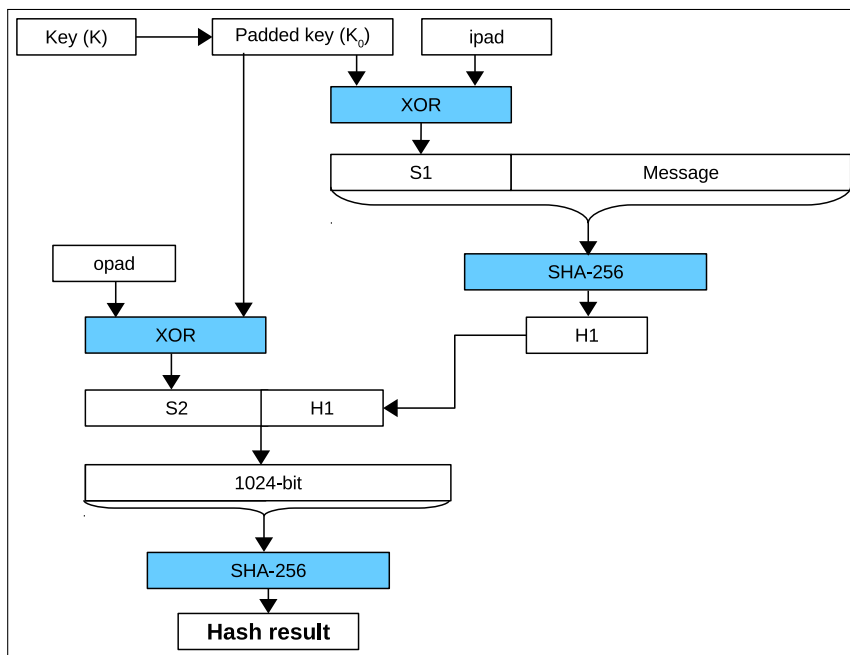 Key (K)
Padded key (K₀)
ipad
XOR
S1
Message
opad
SHA-256
XOR
H1
S2
H1
1024-bit
SHA-256
Hash result